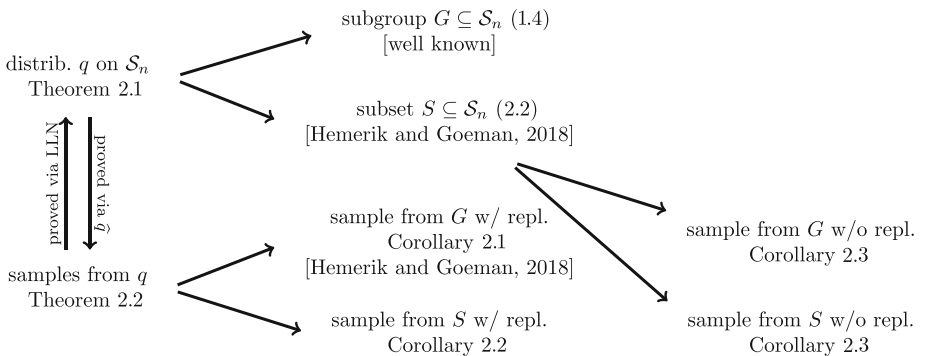 subgroup G ⊆ 𝒮ₙ (1.4)
[well known]
distrib. q on 𝒮ₙ
Theorem 2.1
subset S ⊆ 𝒮ₙ (2.2)
[Hemerik and Goeman, 2018]
proved via LLN
proved via q̂
sample from G w/ repl.
Corollary 2.1
[Hemerik and Goeman, 2018]
sample from G w/o repl.
Corollary 2.3
samples from q
Theorem 2.2
sample from S w/ repl.
Corollary 2.2
sample from S w/o repl.
Corollary 2.3